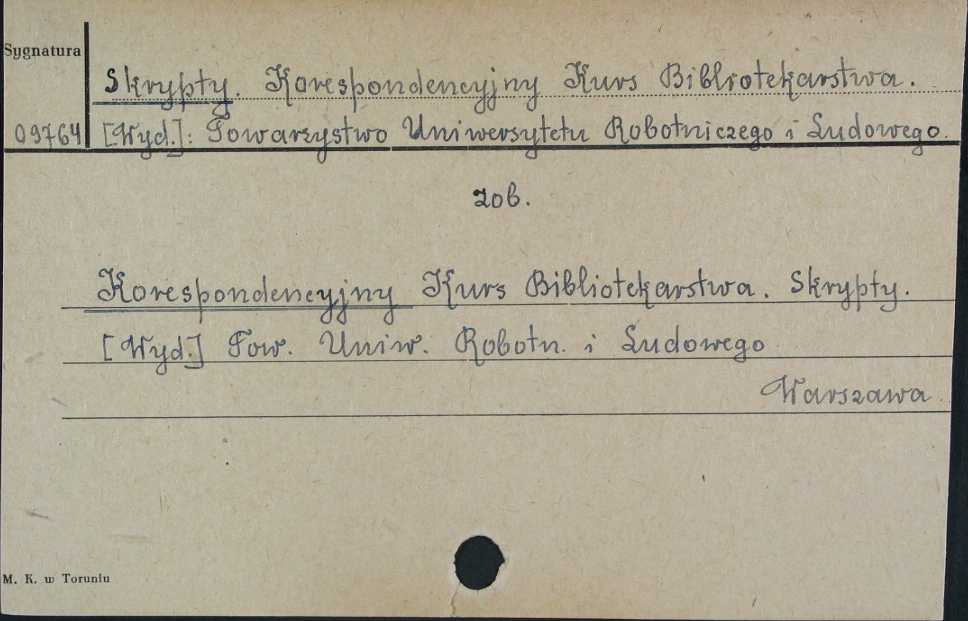 Sygnatura
Skrypty. Korespondencyjny Kurs Bibliotekarstwa.
09764 [Wyd.]: Towarzystwo Uniwersytetu Robotniczego i Ludowego.
zob.
Korespondencyjny Kurs Bibliotekarstwa. Skrypty.
[Wyd.] Tow. Uniw. Robotn. i Ludowego
Warszawa.
M. K. w Toruniu